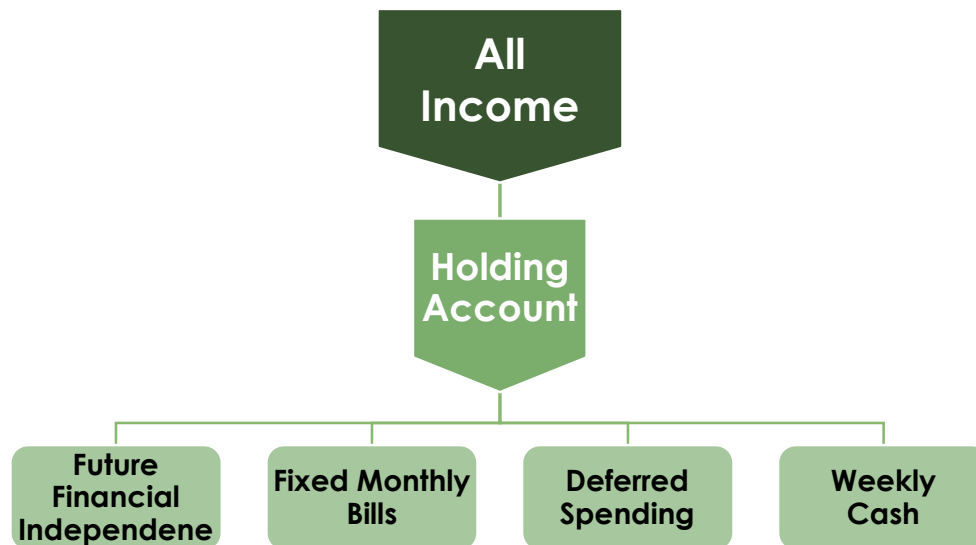 All
Income
Holding
Account
Future
Financial
Independene
Fixed Monthly
Bills
Deferred
Spending
Weekly
Cash